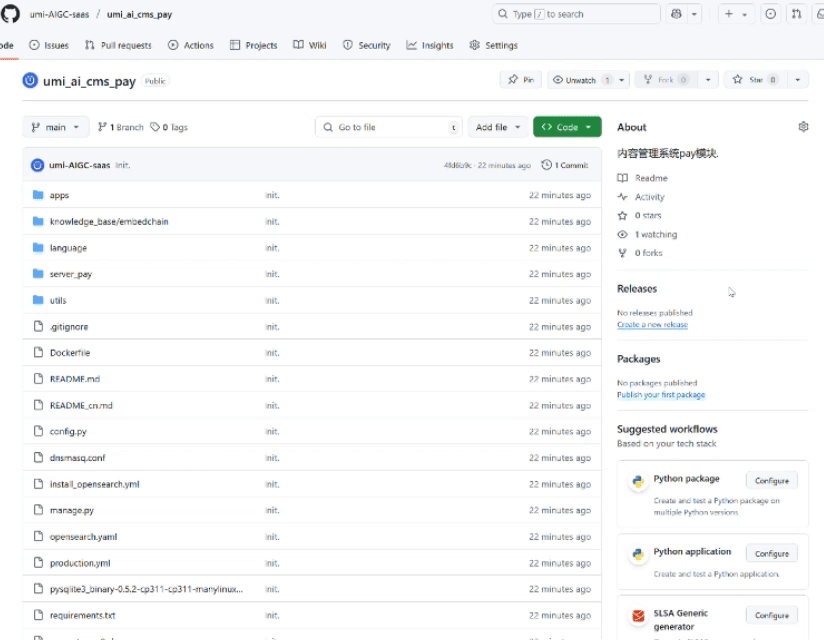 umi-AIGC-saas / umi_ai_cms_pay
Type / to search
ode Issues Pull requests Actions Projects Wiki Security Insights Settings
umi_ai_cms_pay Public
Pin Unwatch 1 Fork 0 Star 0
main 1 Branch 0 Tags Go to file t Add file Code
umi-AIGC-saas Init. 22 minutes ago 1 Commit
apps Init. 22 minutes ago
knowledge_base/embedchain Init. 22 minutes ago
language Init. 22 minutes ago
server_pay Init. 22 minutes ago
utils Init. 22 minutes ago
.gitignore Init. 22 minutes ago
Dockerfile Init. 22 minutes ago
README.md Init. 22 minutes ago
README_cn.md Init. 22 minutes ago
config.py Init. 22 minutes ago
dnsmasq.conf Init. 22 minutes ago
install_opensearch.yml Init. 22 minutes ago
manage.py Init. 22 minutes ago
opensearch.yaml Init. 22 minutes ago
production.yml Init. 22 minutes ago
pysqlite3_binary-0.5.2-cp311-cp311-manylinux... Init. 22 minutes ago
requirements.txt Init. 22 minutes ago
About
内容管理系统pay模块.
Readme
Activity
0 stars
1 watching
0 forks
Releases
No releases published
Create a new release
Packages
No packages published
Publish your first package
Suggested workflows
Based on your tech stack
Python package Configure
Create and test a Python package on
multiple Python versions.
Python application Configure
Create and test a Python application.
SLSA Generic
generator
Configure